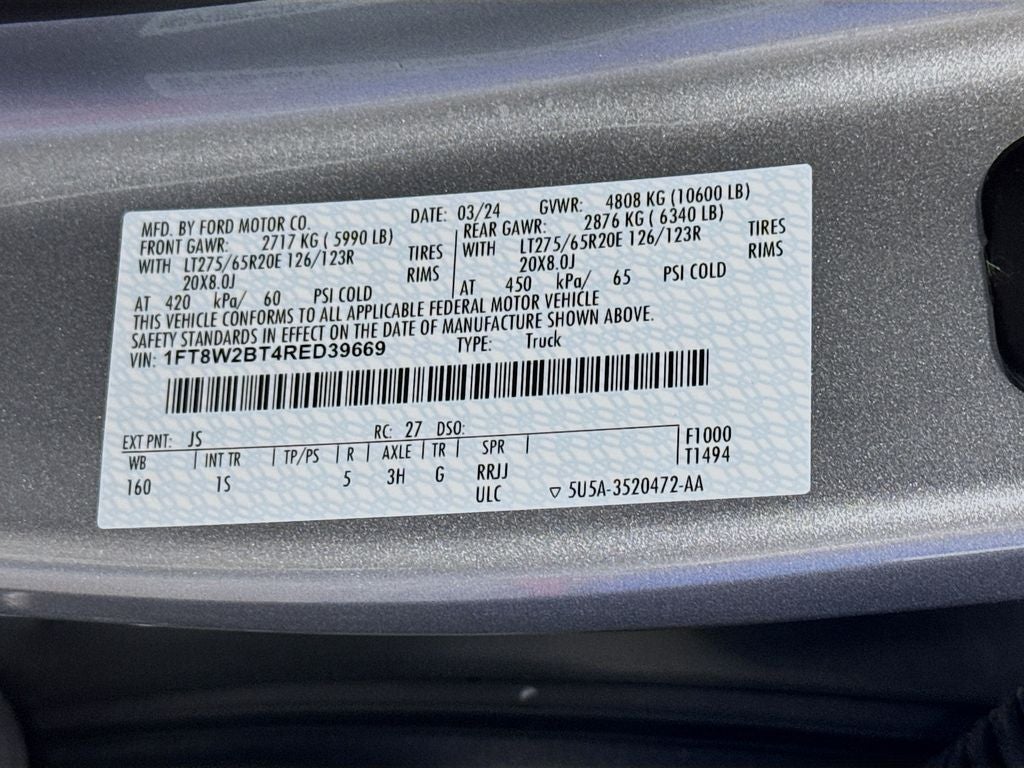 MFD. BY FORD MOTOR CO. DATE: 03/24 GVWR: 4808 KG (10600 LB)
FRONT GAWR: 2717 KG ( 5990 LB) REAR GAWR: 2876 KG ( 6340 LB)
WITH LT275/65R20E 126/123R TIRES WITH LT275/65R20E 126/123R TIRES
20X8.0J RIMS 20X8.0J RIMS
AT 420 kPa/ 60 PSI COLD AT 450 kPa/ 65 PSI COLD
THIS VEHICLE CONFORMS TO ALL APPLICABLE FEDERAL MOTOR VEHICLE
SAFETY STANDARDS IN EFFECT ON THE DATE OF MANUFACTURE SHOWN ABOVE.
VIN: 1FT8W2BT4RED39669 TYPE: Truck
EXT PNT: JS RC: 27 DSO:
WB | INT TR | TP/PS | R | AXLE | TR | SPR | F1000
160 1S 5 3H G RRJJ T1494
ULC ▽ 5U5A-3520472-AA